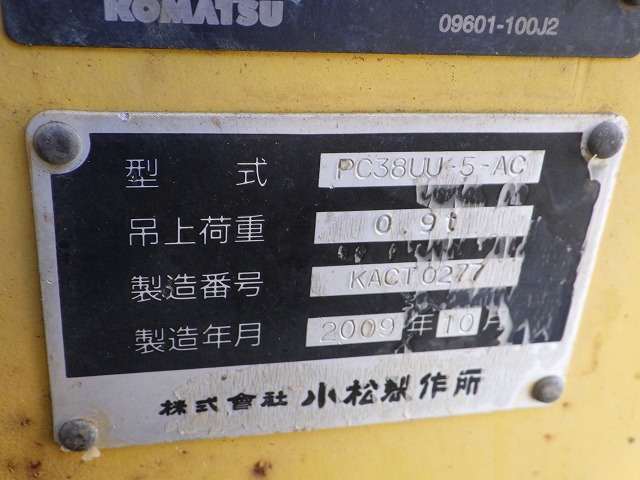 KOMATSU
09601-100J2
型 式 PC38UU-5-AC
吊上荷重 0.9t
製造番号 KACT0277
製造年月 2009年10月
株式會社 小松製作所